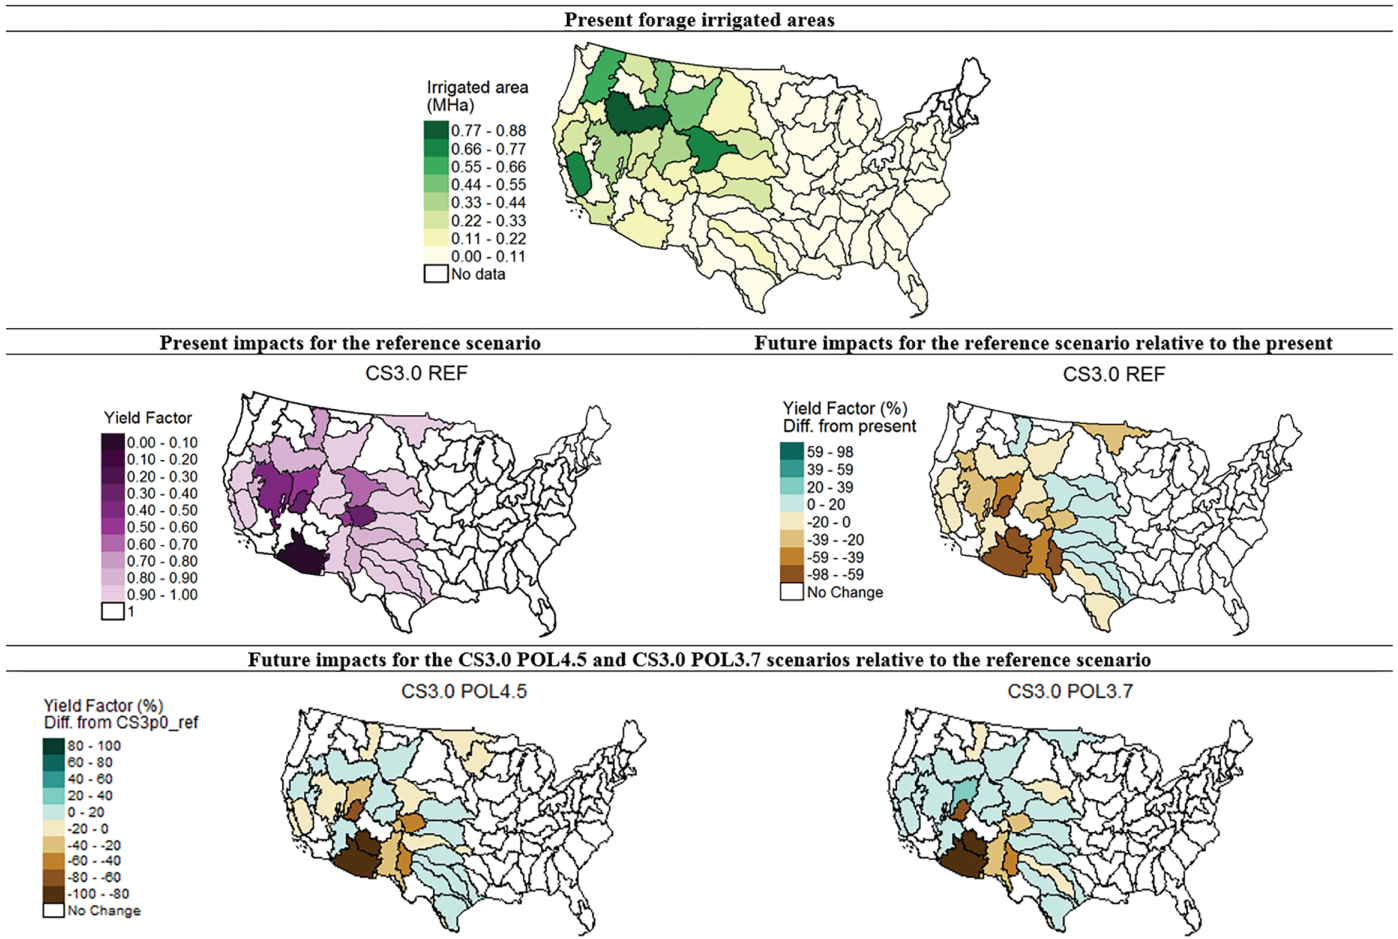 Present forage irrigated areas
Irrigated area
(MHa)
0.77 - 0.88
0.66 - 0.77
0.55 - 0.66
0.44 - 0.55
0.33 - 0.44
0.22 - 0.33
0.11 - 0.22
0.00 - 0.11
No data
Present impacts for the reference scenario
Future impacts for the reference scenario relative to the present
CS3.0 REF
Yield Factor
0.00 - 0.10
0.10 - 0.20
0.20 - 0.30
0.30 - 0.40
0.40 - 0.50
0.50 - 0.60
0.60 - 0.70
0.70 - 0.80
0.80 - 0.90
0.90 - 1.00
1
CS3.0 REF
Yield Factor (%)
Diff. from present
59 - 98
39 - 59
20 - 39
0 - 20
-20 - 0
-39 - -20
-59 - -39
-98 - -59
No Change
Future impacts for the CS3.0 POL4.5 and CS3.0 POL3.7 scenarios relative to the reference scenario
Yield Factor (%)
Diff. from CS3p0_ref
80 - 100
60 - 80
40 - 60
20 - 40
0 - 20
-20 - 0
-40 - -20
-60 - -40
-80 - -60
-100 - -80
No Change
CS3.0 POL4.5
CS3.0 POL3.7